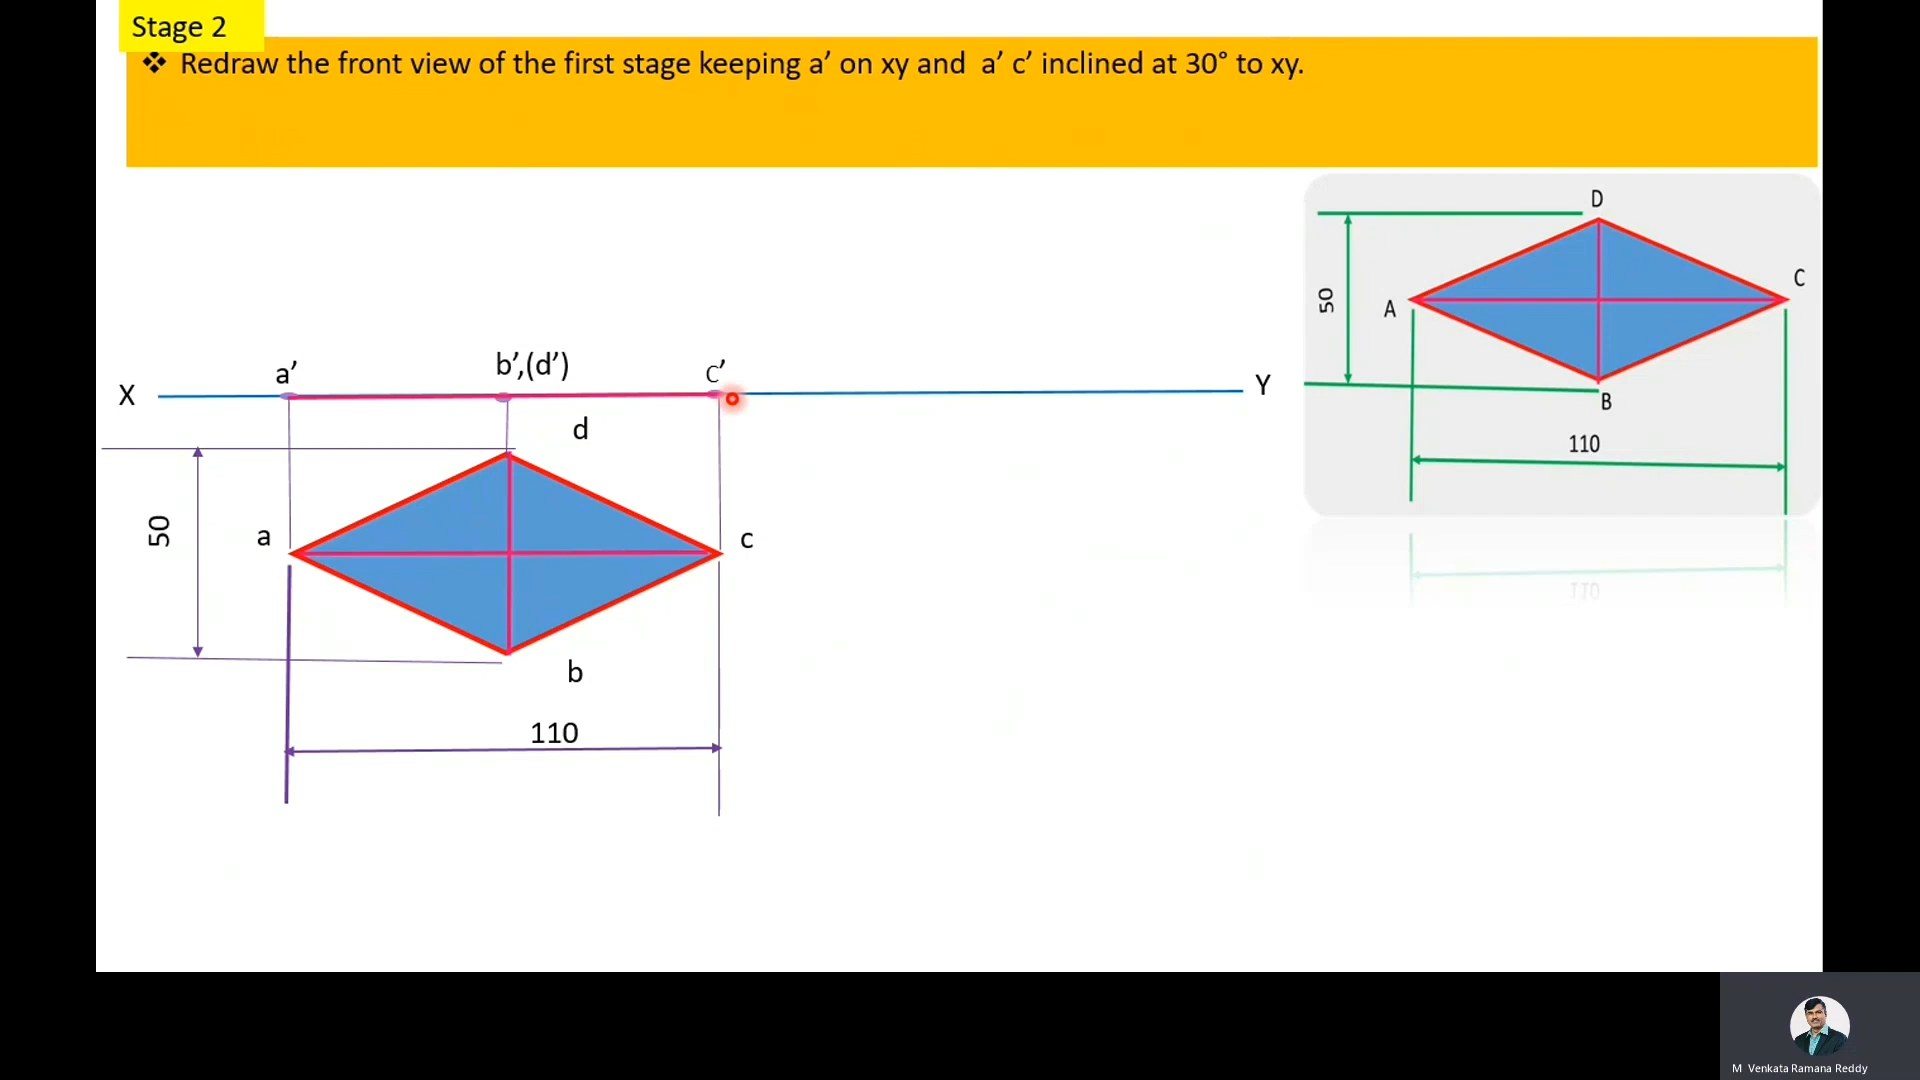 Stage 2
❖ Redraw the front view of the first stage keeping a’ on xy and a’ c’ inclined at 30° to xy.
D
C
50
A
B
110
110
X
a’
b’,(d’)
C’
Y
d
50
a
c
b
110
M Venkata Ramana Reddy